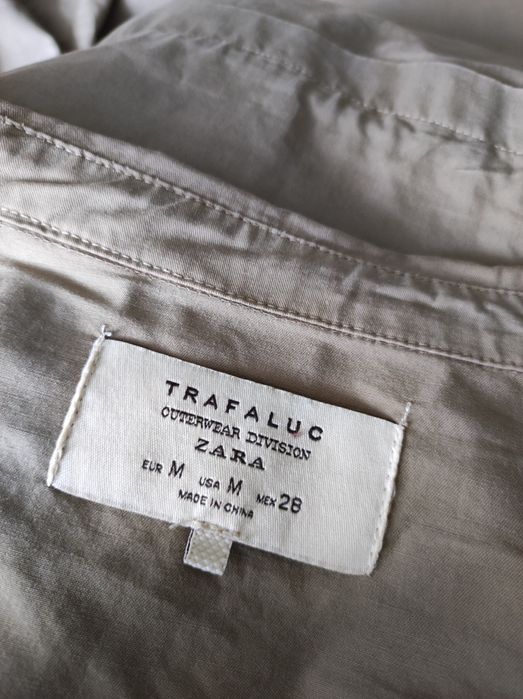 TRAFALUC
OUTERWEAR DIVISION
ZARA
EUR M USA M MEX 28
MADE IN CHINA